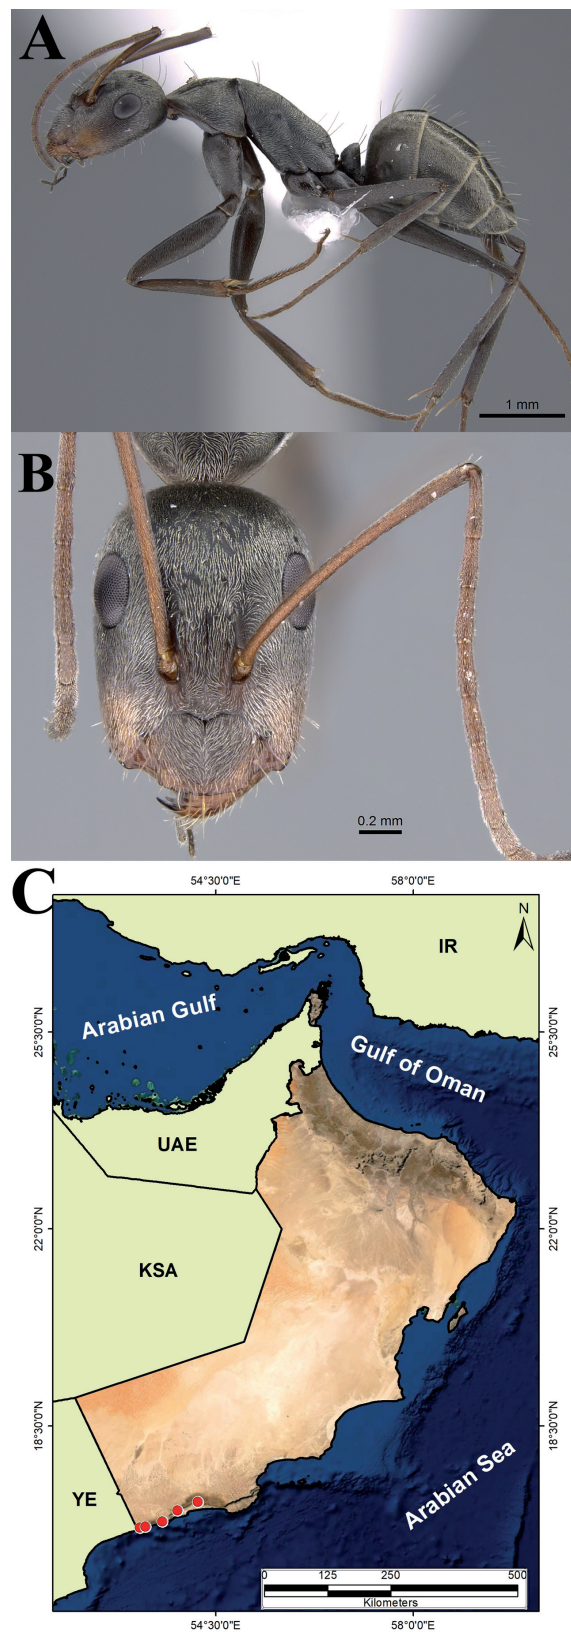 A
1 mm
B
0.2 mm
C
54°30'0"E 58°0'0"E
N
IR
Arabian Gulf
25°30'0"N 25°30'0"N
Gulf of Oman
UAE
22°0'0"N 22°0'0"N
KSA
18°30'0"N 18°30'0"N
YE
Arabian Sea
0 125 250 500
Kilometers
54°30'0"E 58°0'0"E